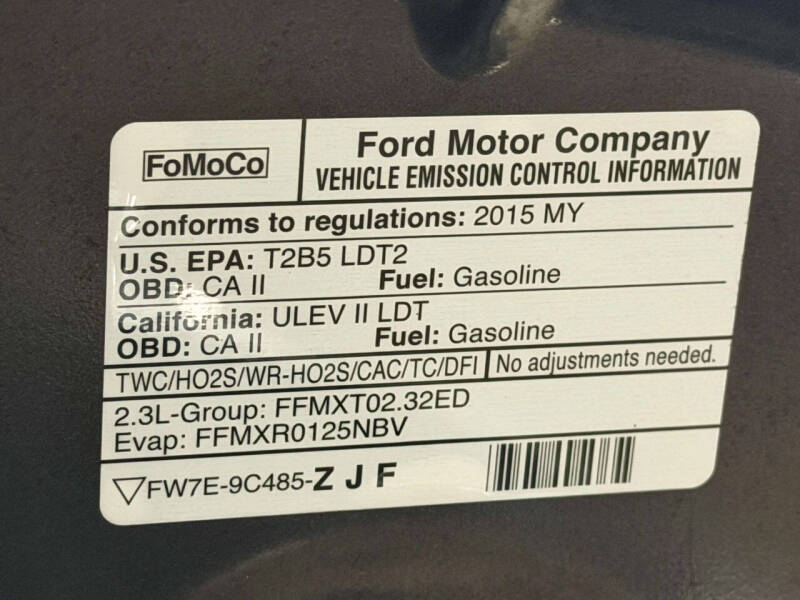 FoMoCo
Ford Motor Company
VEHICLE EMISSION CONTROL INFORMATION
Conforms to regulations: 2015 MY
U.S. EPA: T2B5 LDT2
OBD: CA II Fuel: Gasoline
California: ULEV II LDT
OBD: CA II Fuel: Gasoline
TWC/HO2S/WR-HO2S/CAC/TC/DFI No adjustments needed.
2.3L-Group: FFMXT02.32ED
Evap: FFMXR0125NBV
▽FW7E-9C485-Z J F